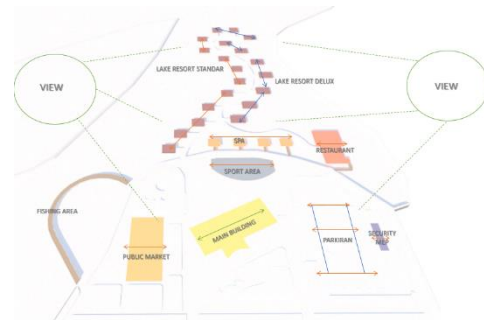 LAKE RESORT STANDAR
VIEW
VIEW
LAKE RESORT DELUX
SPA
RESTAURANT
SPORT AREA
FISHING AREA
MAIN BUILDING
PARKIRAN
SECURITY
MEP
PUBLIC MARKET